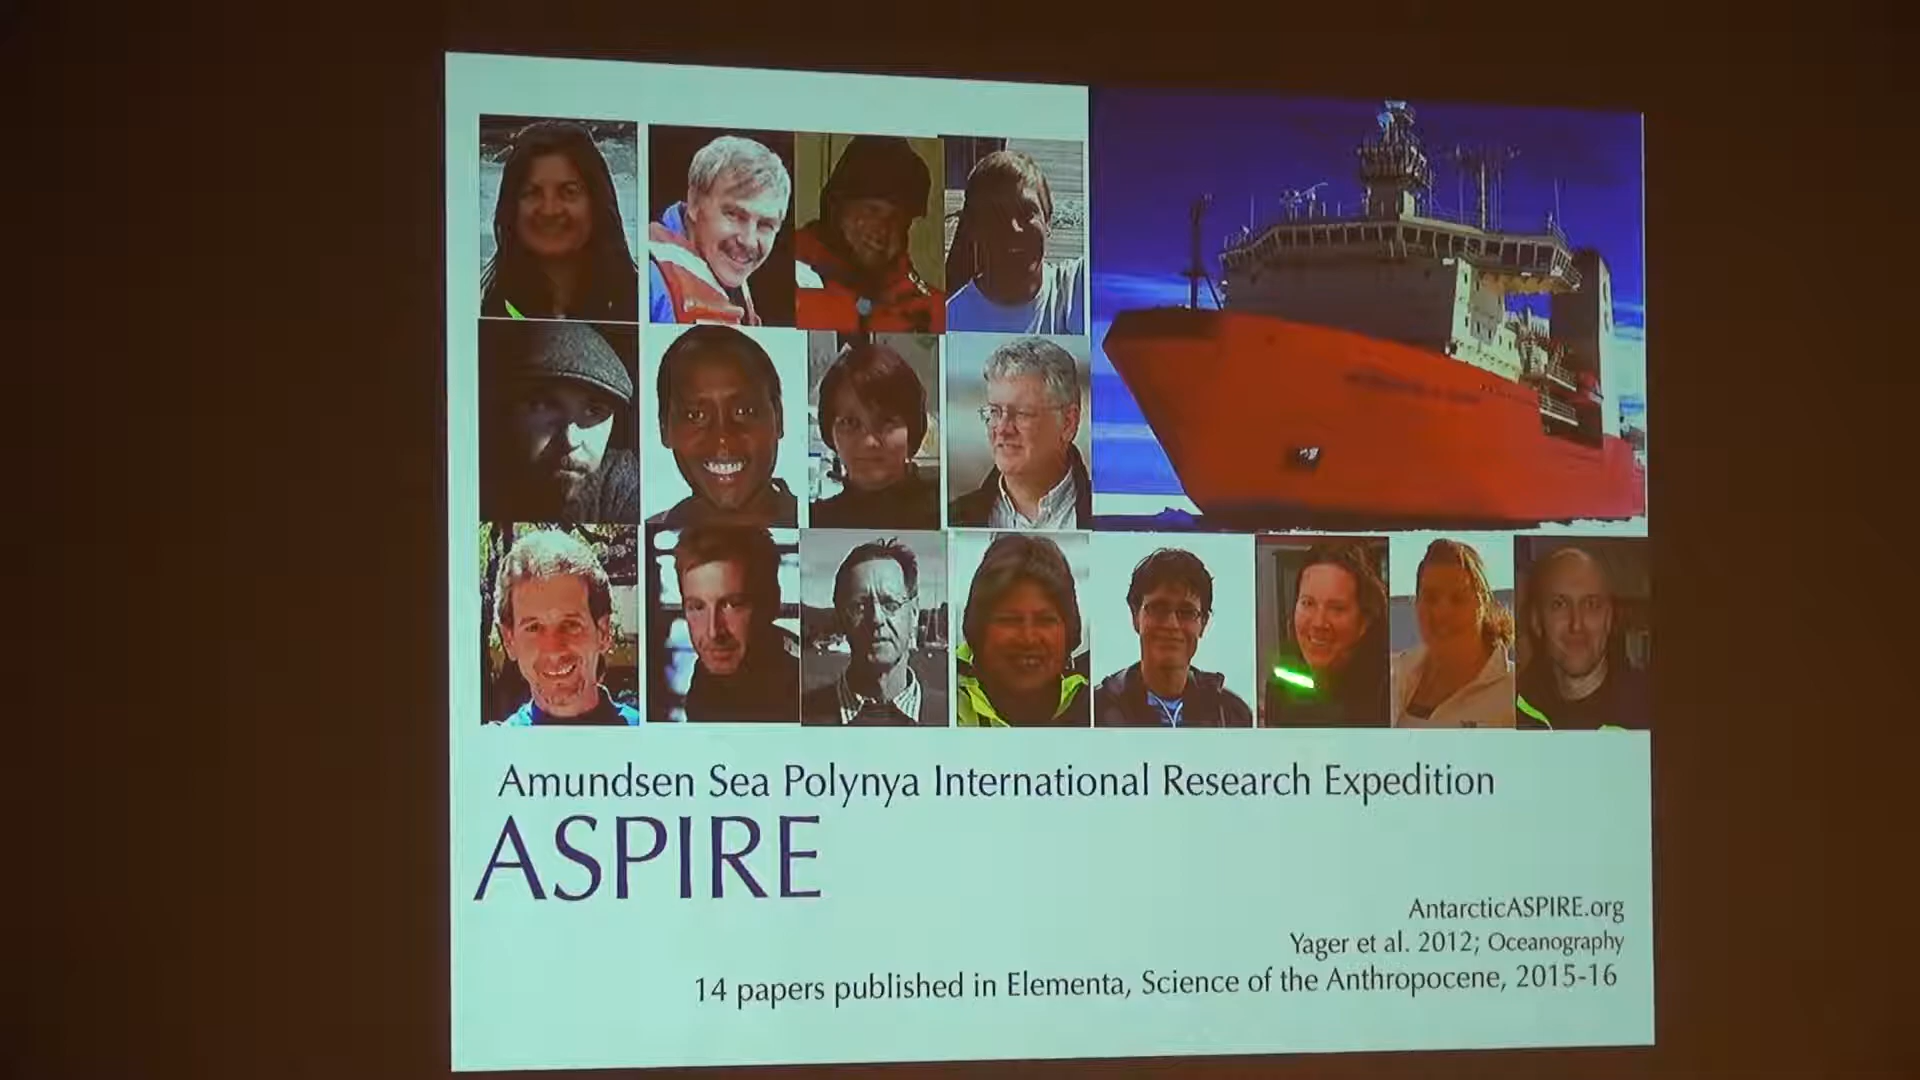 Amundsen Sea Polynya International Research Expedition
ASPIRE
AntarcticASPIRE.org
Yager et al. 2012; Oceanography
14 papers published in Elementa, Science of the Anthropocene, 2015-16